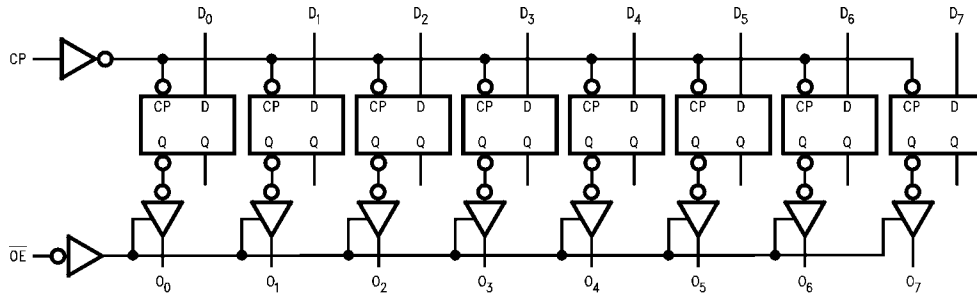 D₀ D₁ D₂ D₃ D₄ D₅ D₆ D₇
CP
CP D CP D CP D CP D CP D CP D CP D CP D
Q Q Q Q Q Q Q Q Q Q Q Q Q Q Q Q
O̅E̅
O₀ O₁ O₂ O₃ O₄ O₅ O₆ O₇